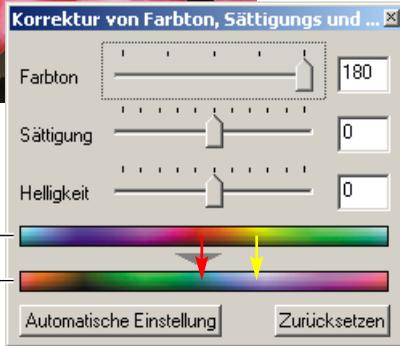 Korrektur von Farbton, Sättigungs und ...
Farbton 180
Sättigung 0
Helligkeit 0
Automatische Einstellung Zurücksetzen